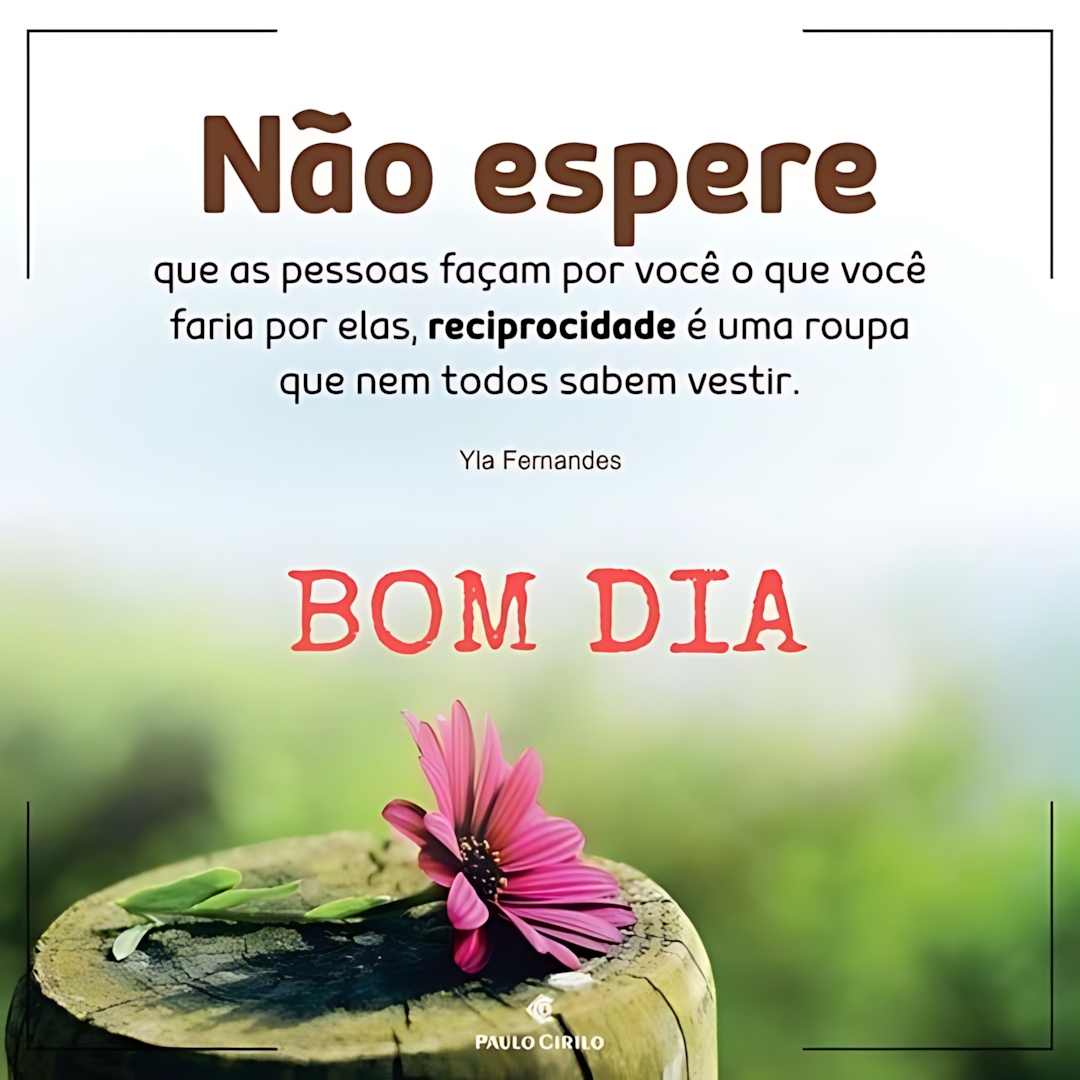 Não espere
que as pessoas façam por você o que você
faria por elas, reciprocidade é uma roupa
que nem todos sabem vestir.
Yla Fernandes
BOM DIA
PAULO CIRILO